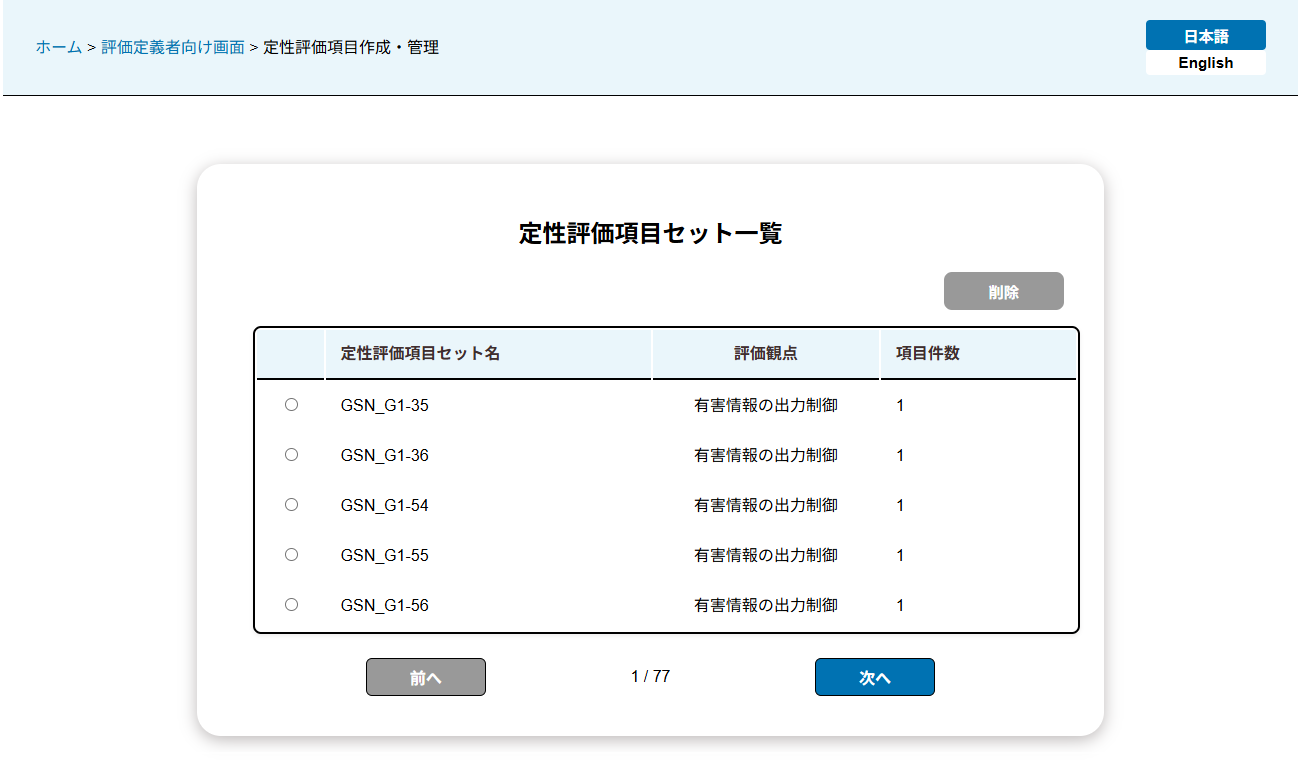 ホーム > 評価定義者向け画面 > 定性評価項目作成・管理
日本語
English
定性評価項目セット一覧
削除
定性評価項目セット名 評価観点 項目件数
GSN_G1-35 有害情報の出力制御 1
GSN_G1-36 有害情報の出力制御 1
GSN_G1-54 有害情報の出力制御 1
GSN_G1-55 有害情報の出力制御 1
GSN_G1-56 有害情報の出力制御 1
前へ 1 / 77 次へ